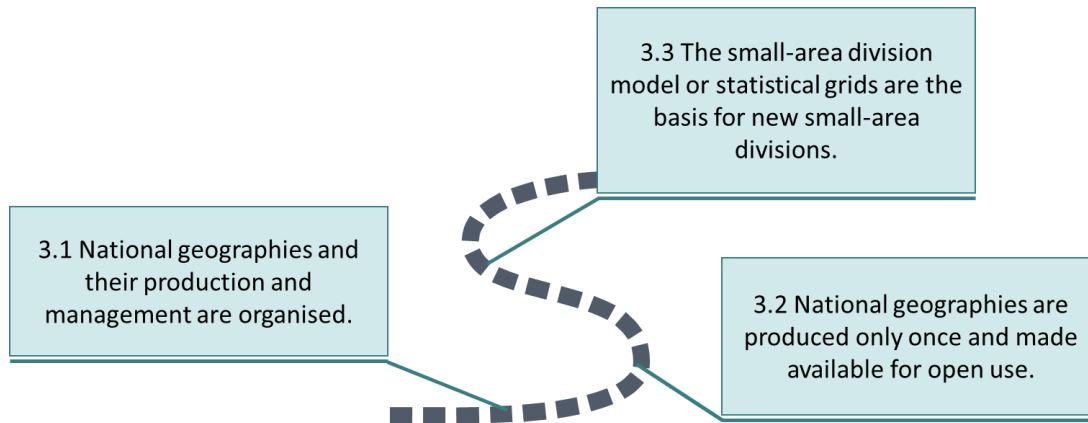 3.3 The small-area division
model or statistical grids are the
basis for new small-area
divisions.
3.1 National geographies and
their production and
management are organised.
3.2 National geographies are
produced only once and made
available for open use.